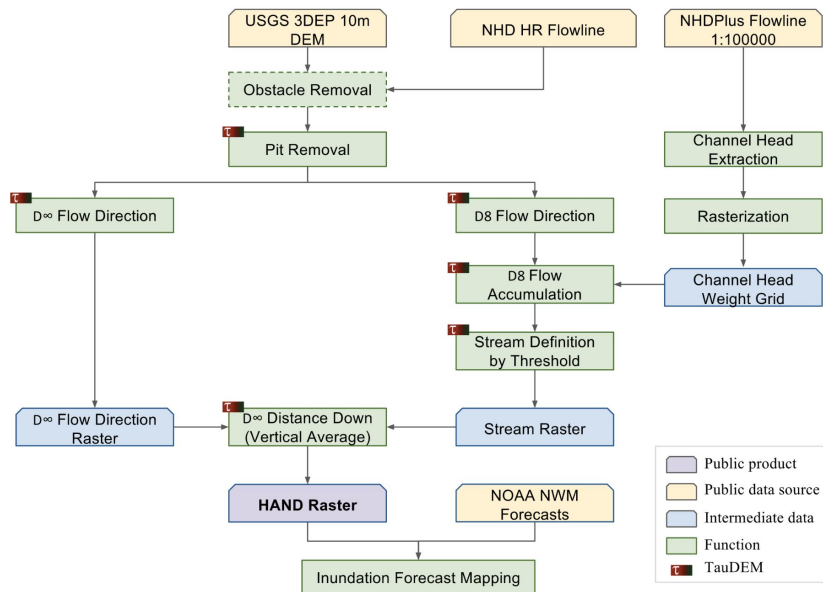 USGS 3DEP 10m
DEM
NHD HR Flowline
NHDPlus Flowline
1:100000
Obstacle Removal
τ
Pit Removal
Channel Head
Extraction
τ
D∞ Flow Direction
τ
D8 Flow Direction
Rasterization
τ
D8 Flow
Accumulation
Channel Head
Weight Grid
τ
Stream Definition
by Threshold
D∞ Flow Direction
Raster
τ
D∞ Distance Down
(Vertical Average)
Stream Raster
HAND Raster
NOAA NWM
Forecasts
Inundation Forecast Mapping
Public product
Public data source
Intermediate data
Function
τ TauDEM